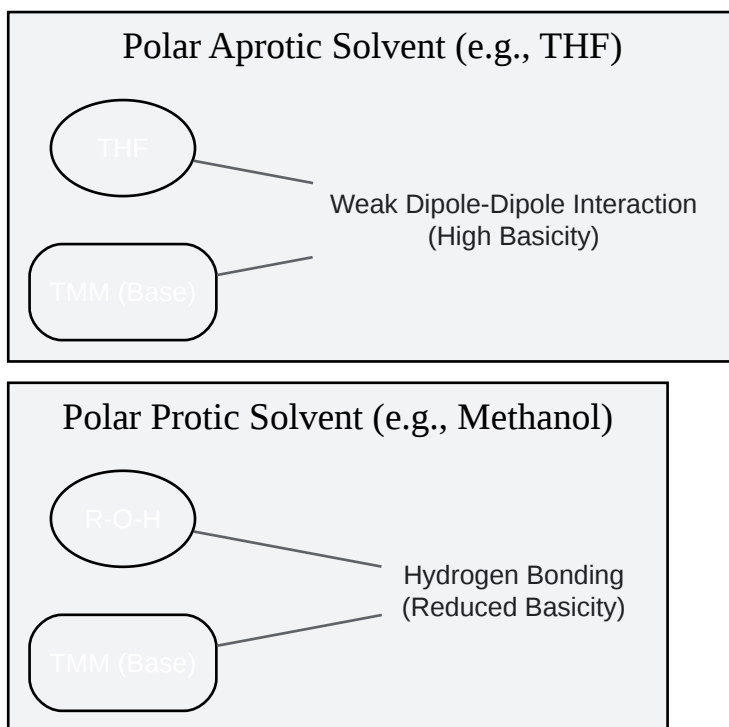 Polar Aprotic Solvent (e.g., THF)
THF
Weak Dipole-Dipole Interaction
(High Basicity)
TMM (Base)
Polar Protic Solvent (e.g., Methanol)
R-O-H
Hydrogen Bonding
(Reduced Basicity)
TMM (Base)